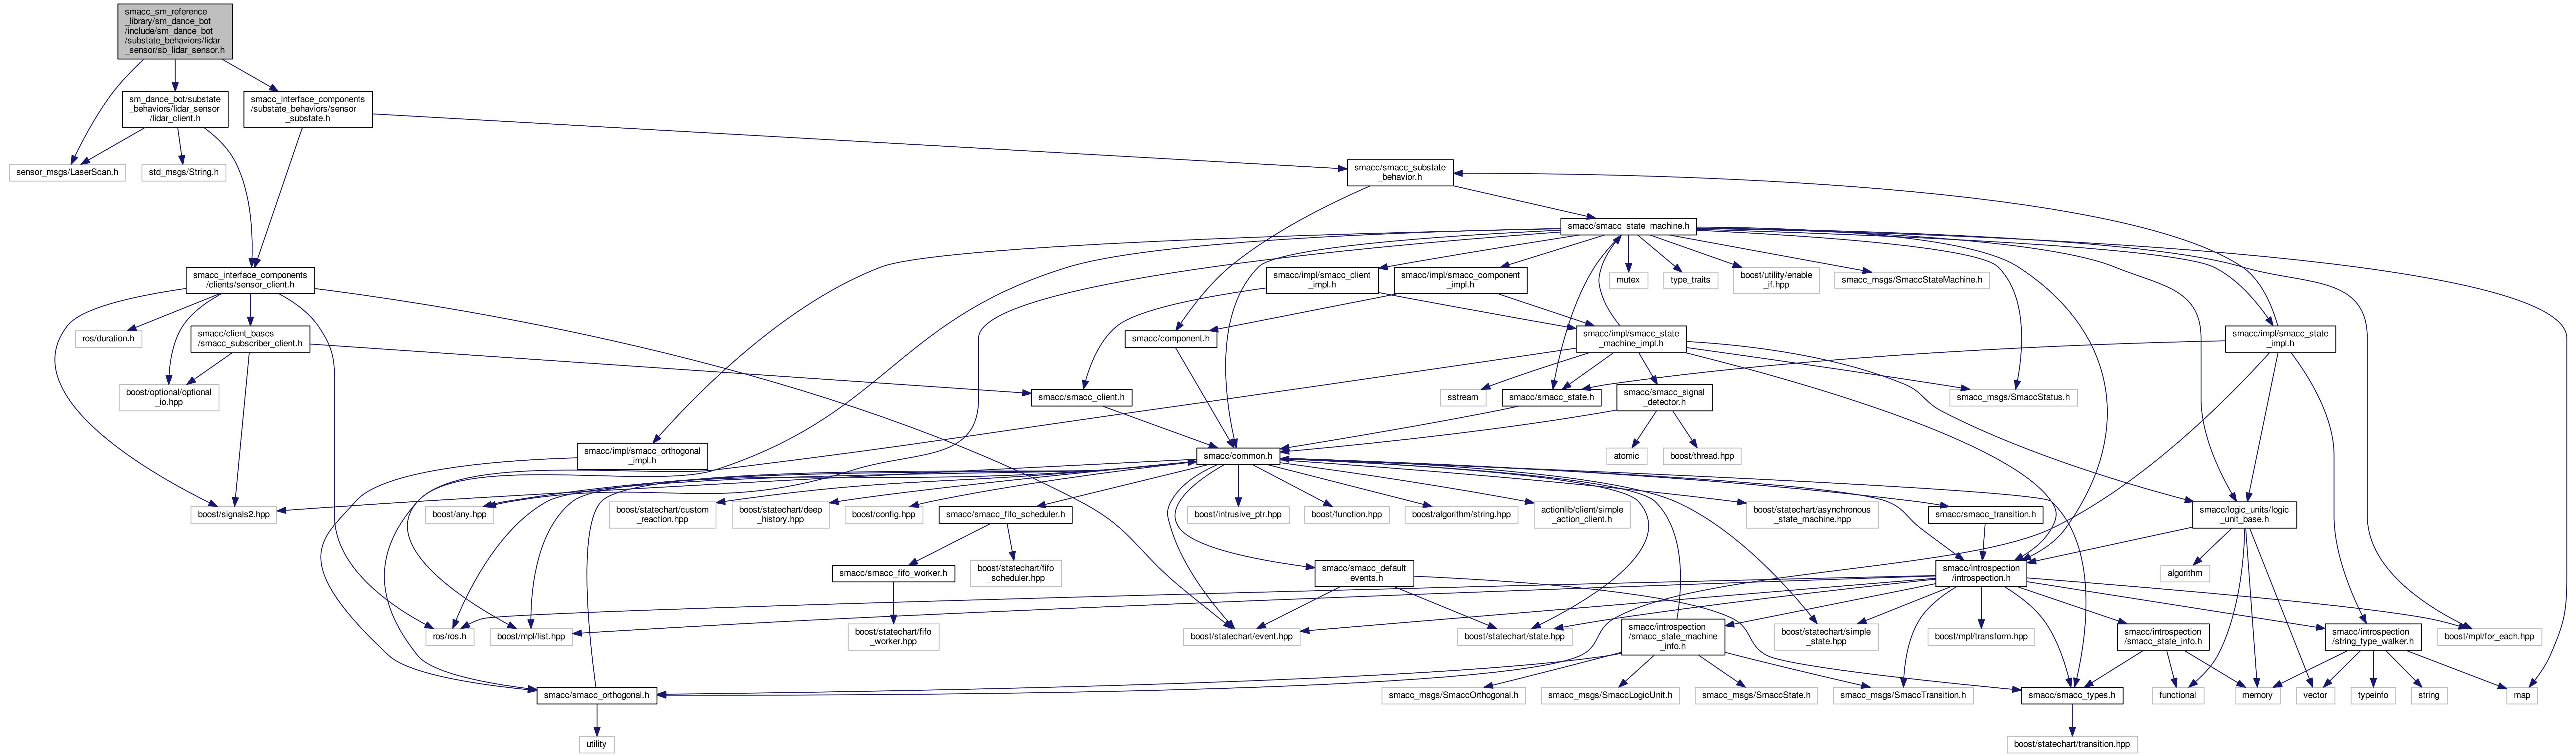 smacc_sm_reference
_library/sm_dance_bot
/include/sm_dance_bot
/substate_behaviors/lidar
_sensor/sb_lidar_sensor.h
sm_dance_bot/substate
_behaviors/lidar_sensor
/lidar_client.h
smacc_interface_components
/substate_behaviors/sensor
_substate.h
sensor_msgs/LaserScan.h
std_msgs/String.h
smacc/smacc_substate
_behavior.h
smacc/smacc_state_machine.h
smacc_interface_components
/clients/sensor_client.h
smacc/impl/smacc_client
_impl.h
smacc/impl/smacc_component
_impl.h
mutex
type_traits
boost/utility/enable
_if.hpp
smacc_msgs/SmaccStateMachine.h
ros/duration.h
smacc/client_bases
/smacc_subscriber_client.h
smacc/component.h
smacc/impl/smacc_state
_machine_impl.h
smacc/impl/smacc_state
_impl.h
boost/optional/optional
_io.hpp
smacc/smacc_client.h
sstream
smacc/smacc_state.h
smacc/smacc_signal
_detector.h
smacc_msgs/SmaccStatus.h
smacc/impl/smacc_orthogonal
_impl.h
smacc/common.h
atomic
boost/thread.hpp
boost/signals2.hpp
boost/any.hpp
boost/statechart/custom
_reaction.hpp
boost/statechart/deep
_history.hpp
boost/config.hpp
smacc/smacc_fifo_scheduler.h
boost/intrusive_ptr.hpp
boost/function.hpp
boost/algorithm/string.hpp
actionlib/client/simple
_action_client.h
boost/statechart/asynchronous
_state_machine.hpp
smacc/smacc_transition.h
smacc/logic_units/logic
_unit_base.h
smacc/smacc_fifo_worker.h
boost/statechart/fifo
_scheduler.hpp
smacc/smacc_default
_events.h
smacc/introspection
/introspection.h
algorithm
ros/ros.h
boost/mpl/list.hpp
boost/statechart/fifo
_worker.hpp
boost/statechart/event.hpp
boost/statechart/state.hpp
smacc/introspection
/smacc_state_machine
_info.h
boost/statechart/simple
_state.hpp
boost/mpl/transform.hpp
smacc/introspection
/smacc_state_info.h
smacc/introspection
/string_type_walker.h
boost/mpl/for_each.hpp
smacc/smacc_orthogonal.h
smacc_msgs/SmaccOrthogonal.h
smacc_msgs/SmaccLogicUnit.h
smacc_msgs/SmaccState.h
smacc_msgs/SmaccTransition.h
smacc/smacc_types.h
functional
memory
vector
typeinfo
string
map
utility
boost/statechart/transition.hpp